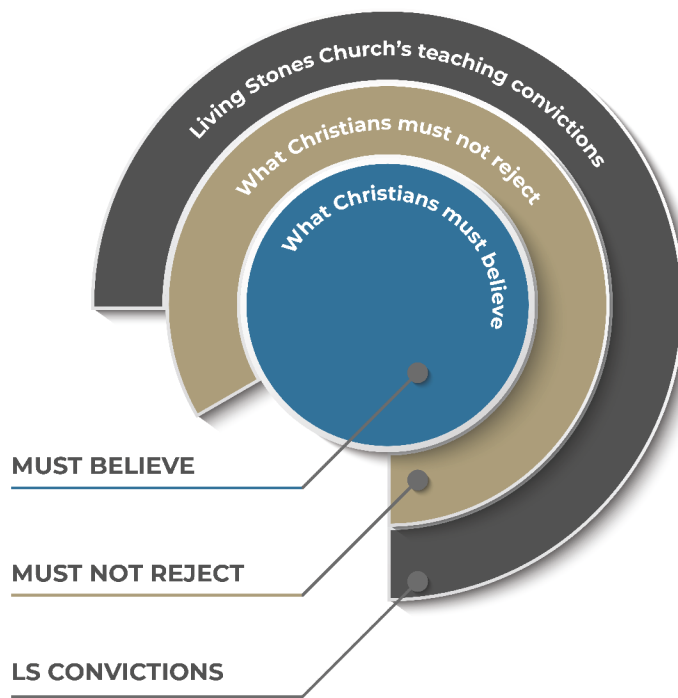 Living Stones Church’s teaching convictions
What Christians must not reject
What Christians must believe
MUST BELIEVE
MUST NOT REJECT
LS CONVICTIONS